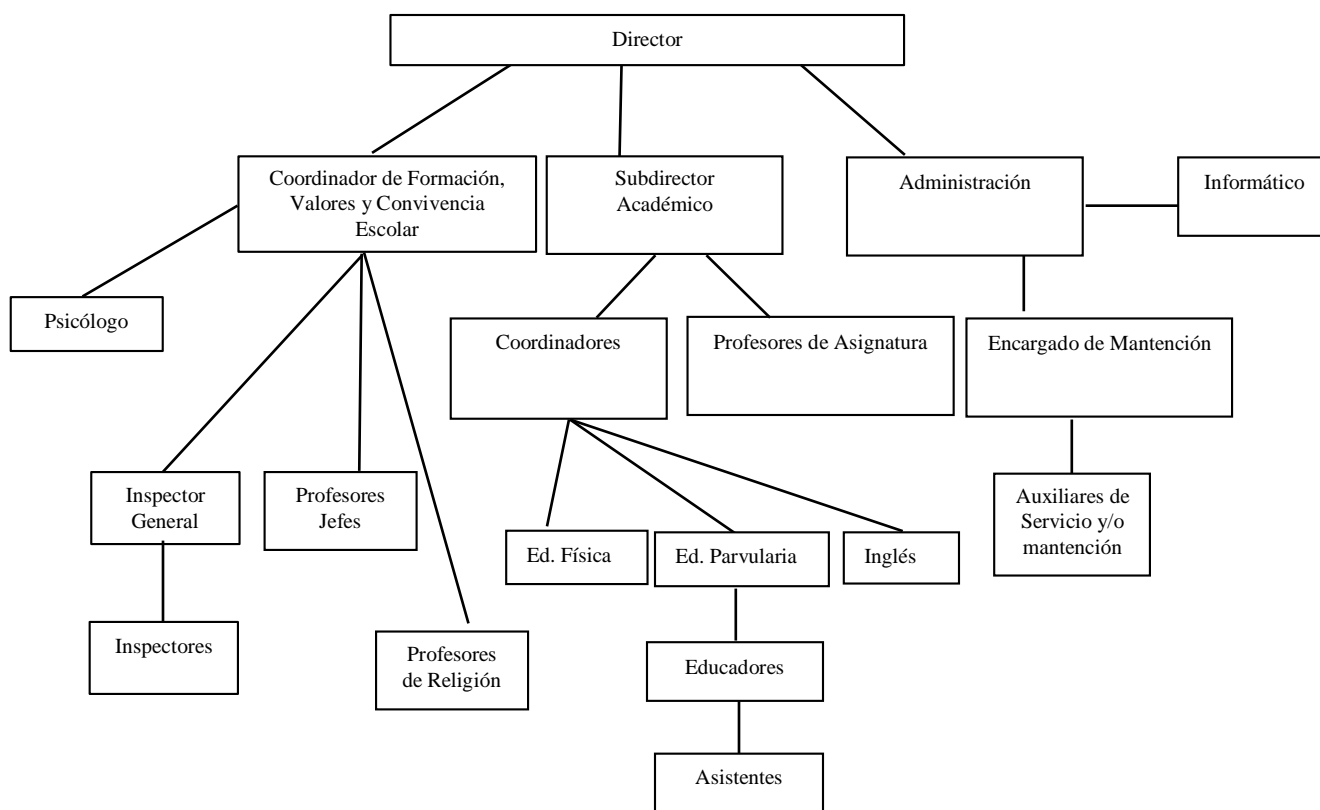 Director
Coordinador de Formación,
Valores y Convivencia
Escolar
Subdirector
Académico
Administración
Informático
Psicólogo
Coordinadores
Profesores de Asignatura
Encargado de Mantención
Inspector
General
Profesores
Jefes
Auxiliares de
Servicio y/o
mantención
Ed. Física
Ed. Parvularia
Inglés
Inspectores
Profesores
de Religión
Educadores
Asistentes